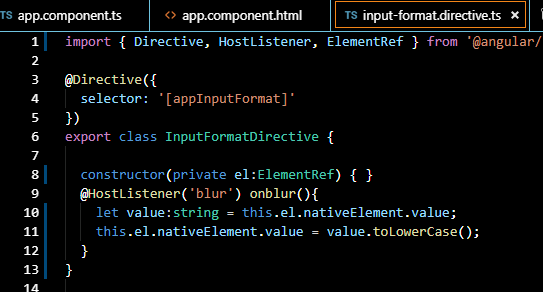 TS app.component.ts
<> app.component.html
TS input-format.directive.ts ×
1 import { Directive, HostListener, ElementRef } from '@angular/
2
3 @Directive({
4 selector: '[appInputFormat]'
5 })
6 export class InputFormatDirective {
7
8 constructor(private el:ElementRef) { }
9 @HostListener('blur') onblur(){
10 let value:string = this.el.nativeElement.value;
11 this.el.nativeElement.value = value.toLowerCase();
12 }
13 }
14